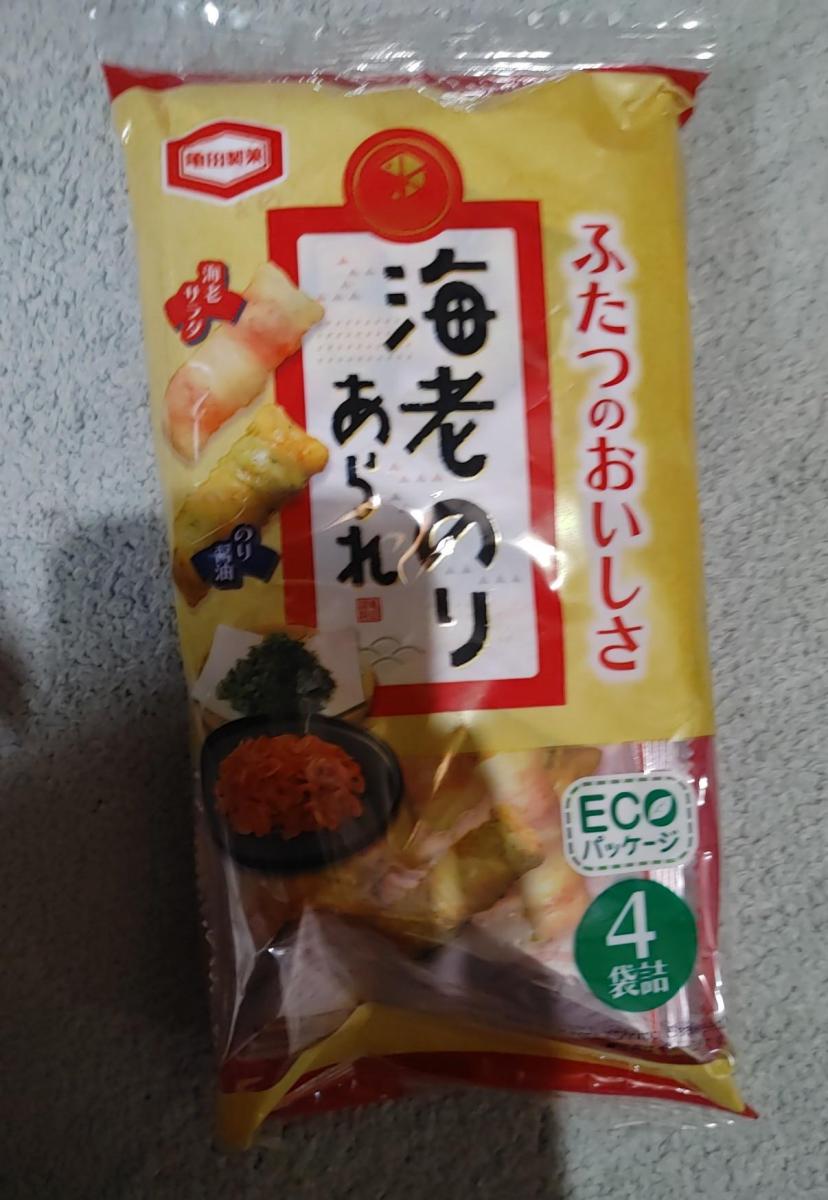 亀田製菓
ふたつのおいしさ
海老のり
あられ
海老
サラダ
のり
醤油
ECO
パッケージ
4
袋詰